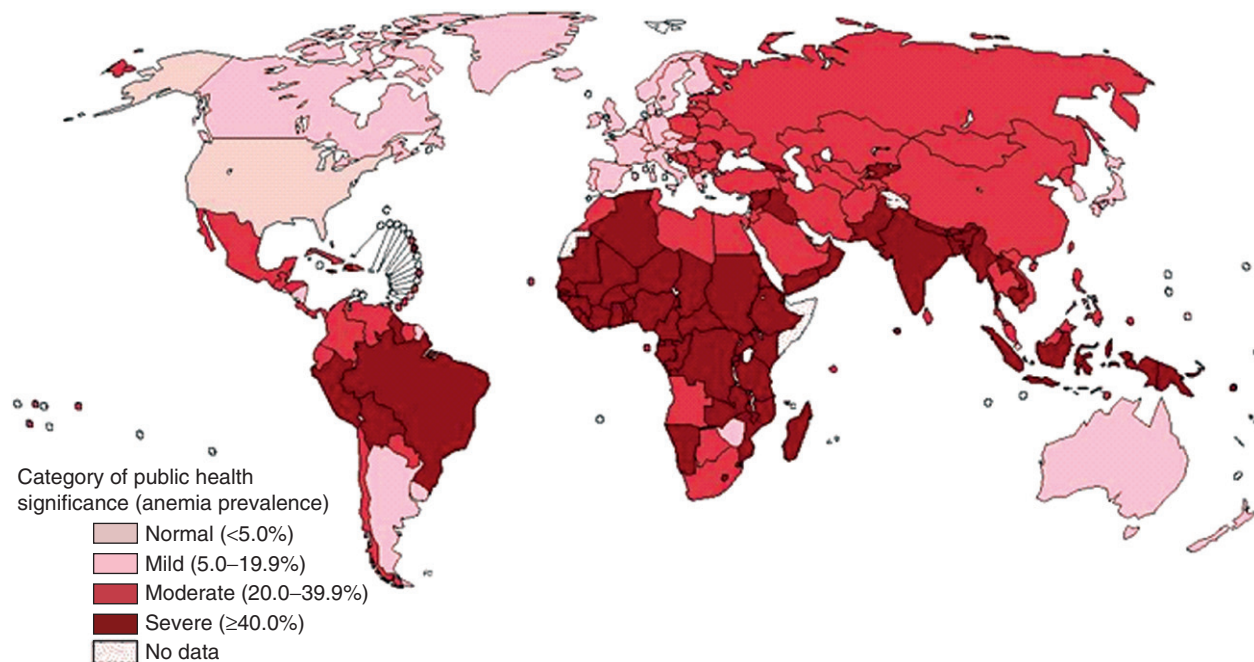 Category of public health
significance (anemia prevalence)
Normal (<5.0%)
Mild (5.0–19.9%)
Moderate (20.0–39.9%)
Severe (≥40.0%)
No data